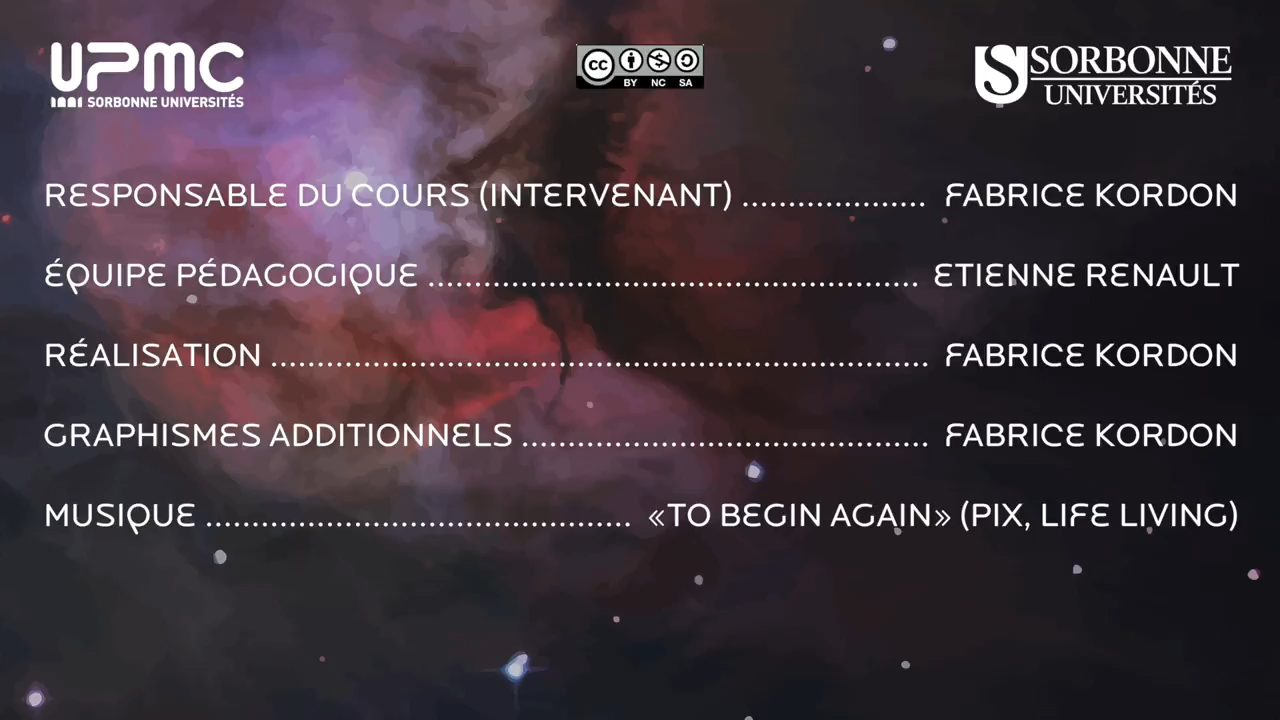 UPMC
SORBONNE UNIVERSITÉS
cc
BY NC SA
SORBONNE
UNIVERSITÉS
RESPONSABLE DU COURS (INTERVENANT) .................... FABRICE KORDON
ÉQUIPE PÉDAGOGIQUE ..................................................... ETIENNE RENAULT
RÉALISATION ....................................................................... FABRICE KORDON
GRAPHISMES ADDITIONNELS ............................................ FABRICE KORDON
MUSIQUE .............................................. «TO BEGIN AGAIN» (PIX, LIFE LIVING)